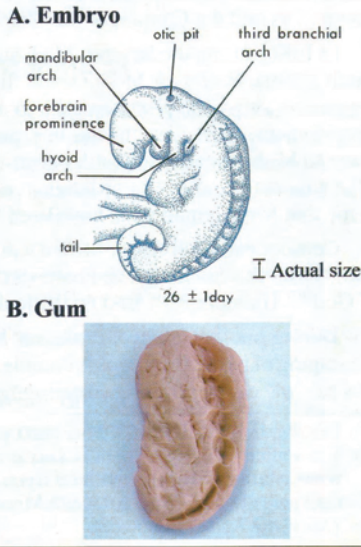 A. Embryo
otic pit
third branchial
arch
mandibular
arch
forebrain
prominence
hyoid
arch
tail
Actual size
26 ± 1day
B. Gum